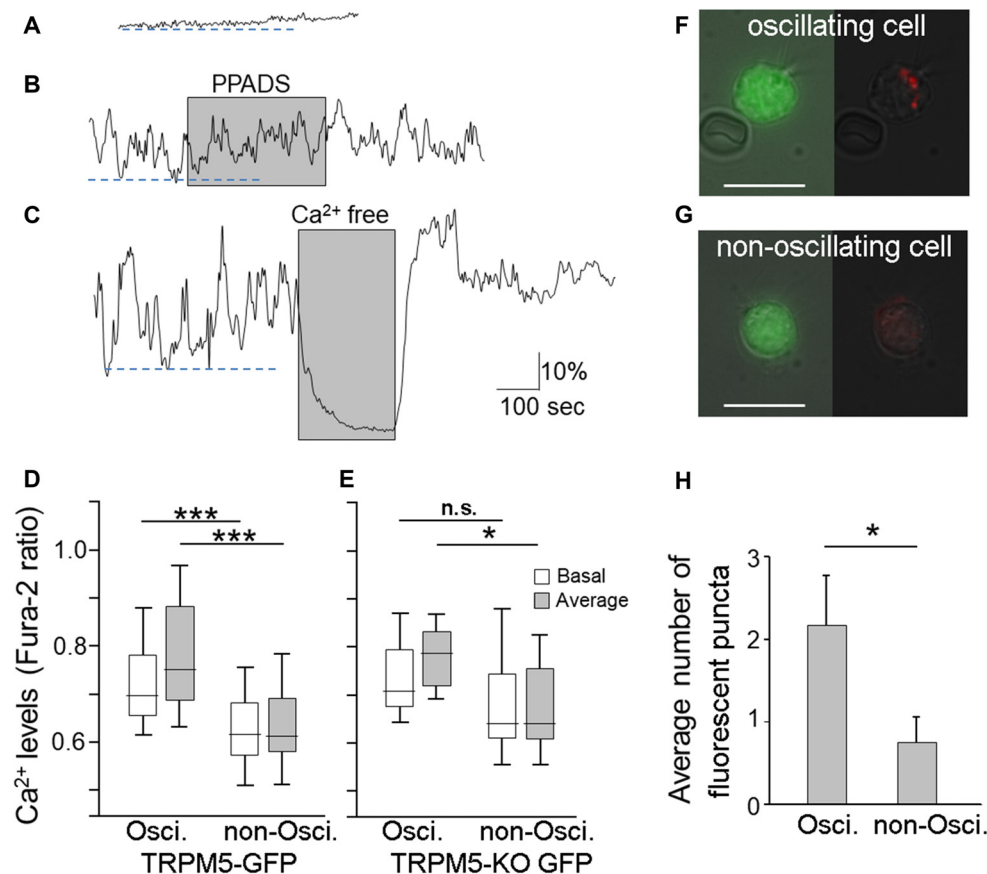 A
B
PPADS
C
Ca²⁺ free
10%
100 sec
F
oscillating cell
G
non-oscillating cell
D
Ca²⁺ levels (Fura-2 ratio)
1.0
0.8
0.6
***
***
Osci. non-Osci.
TRPM5-GFP
E
n.s.
*
Basal
Average
Osci. non-Osci.
TRPM5-KO GFP
H
Average number of
fluorescent puncta
3
2
1
0
*
Osci. non-Osci.